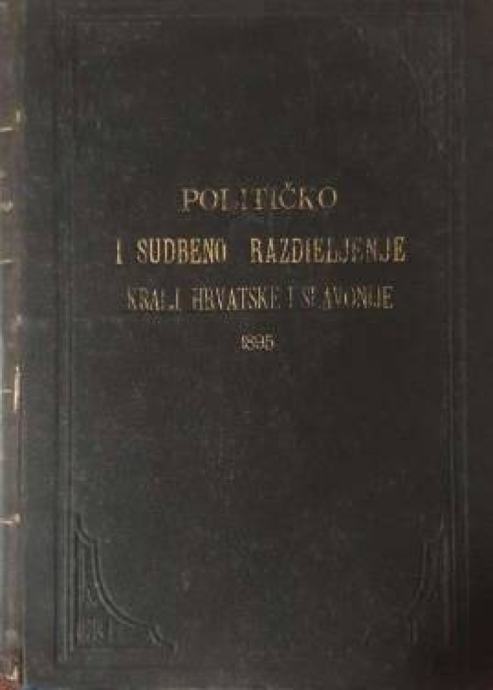 POLITIČKO
I SUDBENO RAZDIELJENJE
KRALJ. HRVATSKE I SLAVONIJE
1895